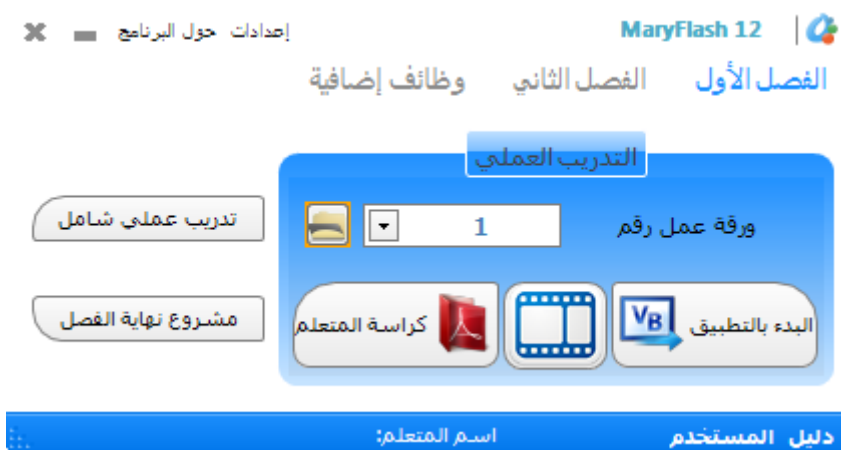 MaryFlash 12
إعدادات حول البرنامج
الفصل الأول الفصل الثاني وظائف إضافية
التدريب العملي
ورقة عمل رقم 1
تدريب عملي شامل
البدء بالتطبيق VB كراسة المتعلم
مشروع نهاية الفصل
دليل المستخدم اسم المتعلم: